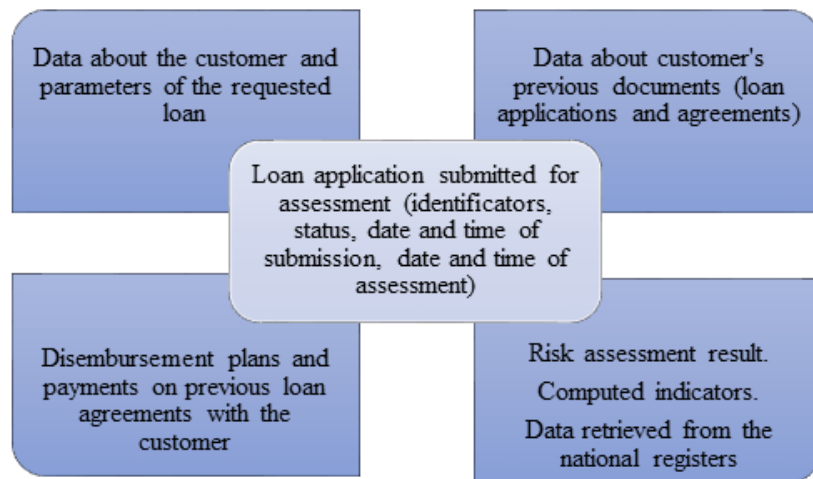 Data about the customer and
parameters of the requested
loan
Data about customer's
previous documents (loan
applications and agreements)
Loan application submitted for
assessment (identificators,
status, date and time of
submission, date and time of
assessment)
Disembursement plans and
payments on previous loan
agreements with the
customer
Risk assessment result.
Computed indicators.
Data retrieved from the
national registers